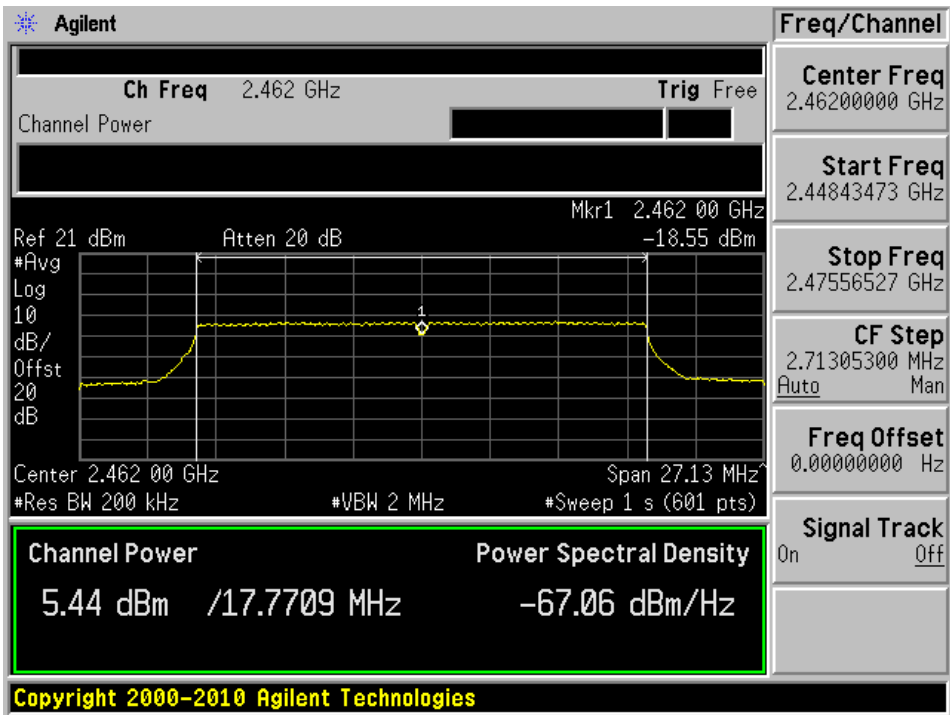 Agilent
Freq/Channel
Ch Freq 2.462 GHz Trig Free
Channel Power
Mkr1 2.462 00 GHz
Ref 21 dBm Atten 20 dB -18.55 dBm
#Avg
Log
10
dB/
Offst
20
dB
1
Center 2.462 00 GHz Span 27.13 MHz^
#Res BW 200 kHz #VBW 2 MHz #Sweep 1 s (601 pts)
Channel Power Power Spectral Density
5.44 dBm /17.7709 MHz -67.06 dBm/Hz
Copyright 2000-2010 Agilent Technologies
Center Freq
2.46200000 GHz
Start Freq
2.44843473 GHz
Stop Freq
2.47556527 GHz
CF Step
2.71305300 MHz
Auto Man
Freq Offset
0.00000000 Hz
Signal Track
On Off